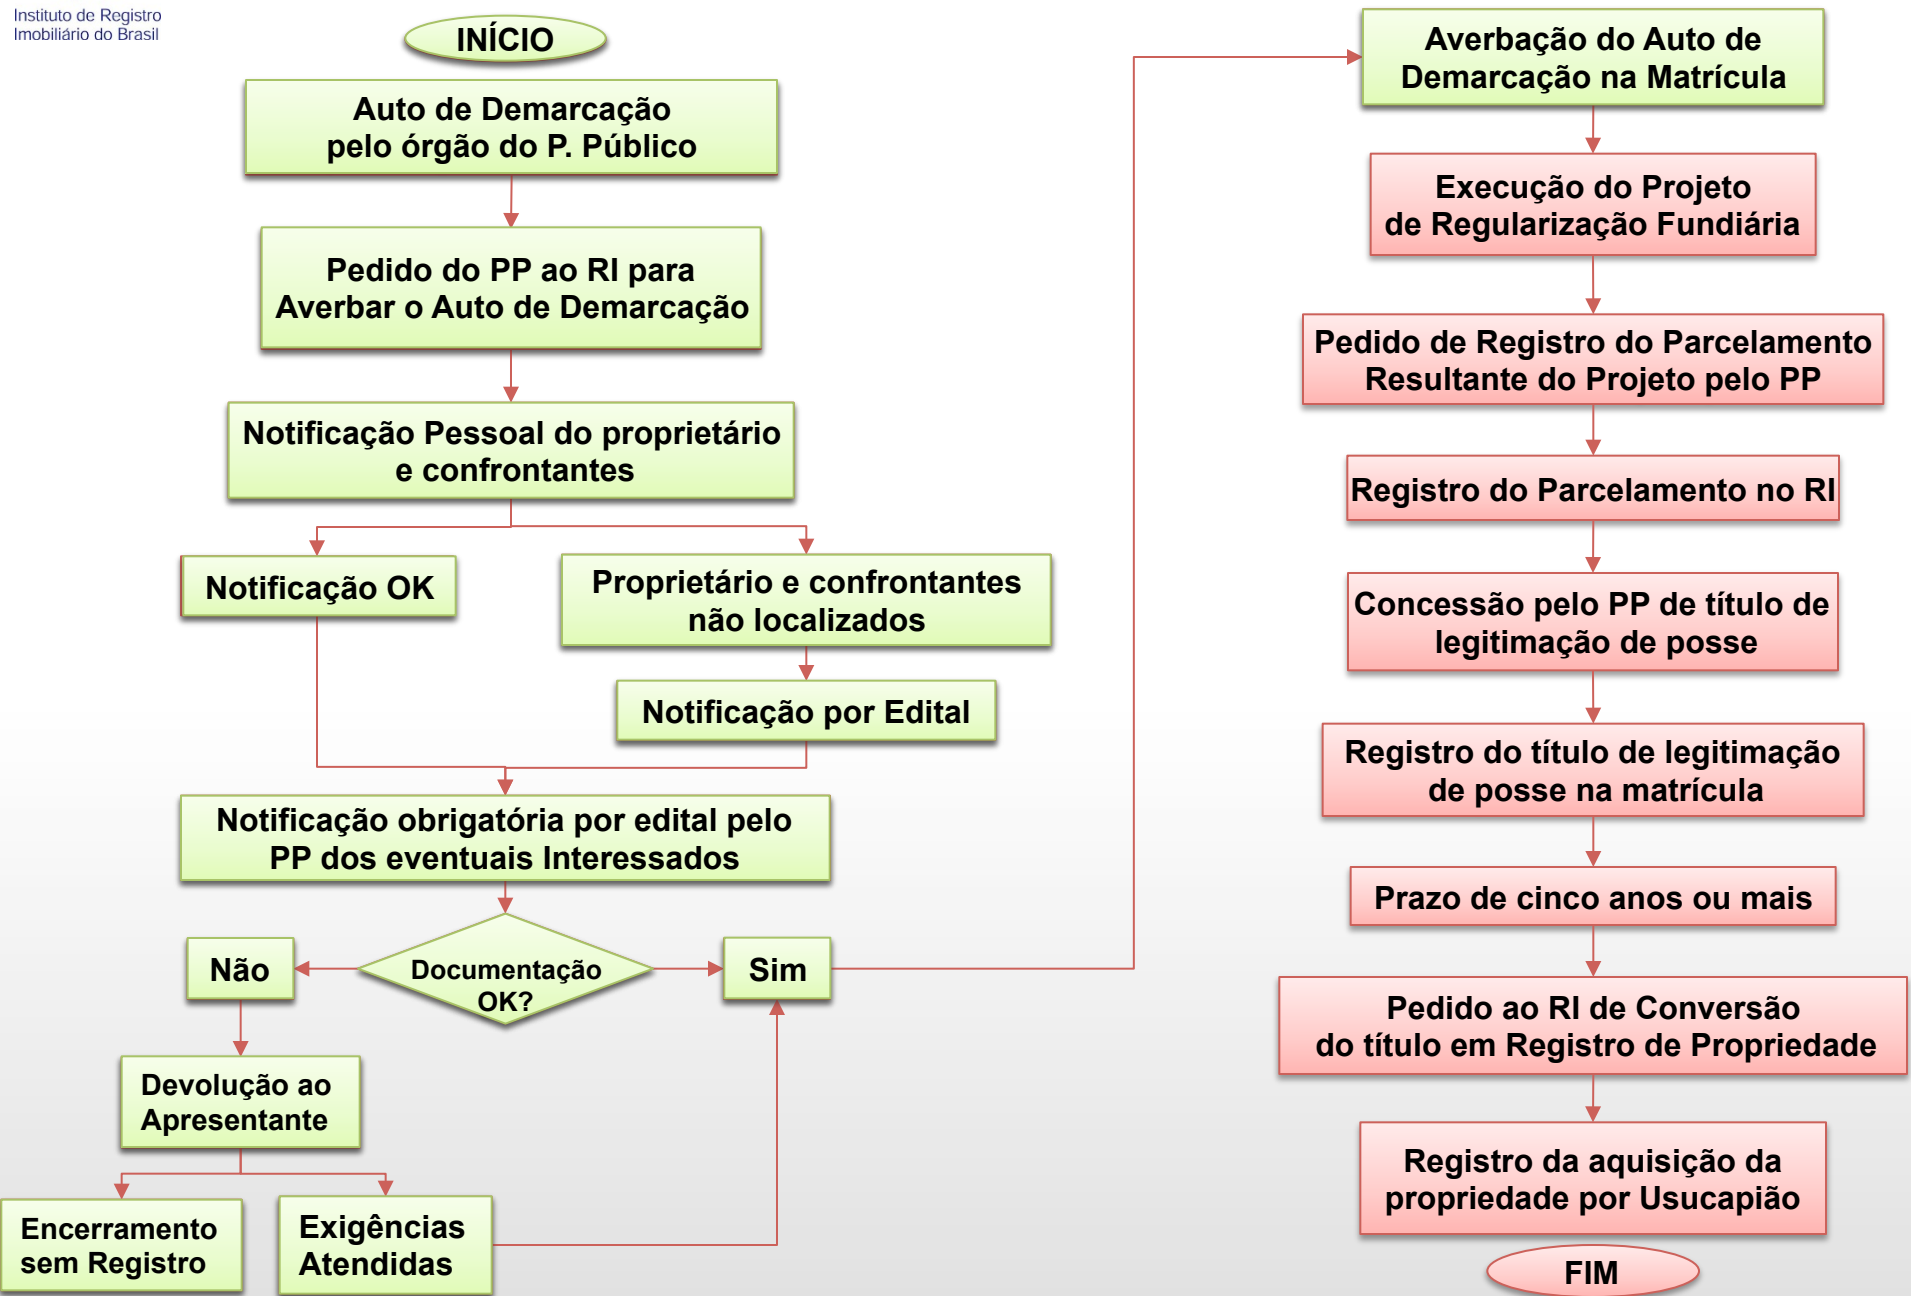 Instituto de Registro
Imobiliário do Brasil
INÍCIO
Auto de Demarcação
pelo órgão do P. Público
Pedido do PP ao RI para
Averbar o Auto de Demarcação
Notificação Pessoal do proprietário
e confrontantes
Notificação OK
Proprietário e confrontantes
não localizados
Notificação por Edital
Notificação obrigatória por edital pelo
PP dos eventuais Interessados
Documentação
OK?
Não
Sim
Devolução ao
Apresentante
Encerramento
sem Registro
Exigências
Atendidas
Averbação do Auto de
Demarcação na Matrícula
Execução do Projeto
de Regularização Fundiária
Pedido de Registro do Parcelamento
Resultante do Projeto pelo PP
Registro do Parcelamento no RI
Concessão pelo PP de título de
legitimação de posse
Registro do título de legitimação
de posse na matrícula
Prazo de cinco anos ou mais
Pedido ao RI de Conversão
do título em Registro de Propriedade
Registro da aquisição da
propriedade por Usucapião
FIM